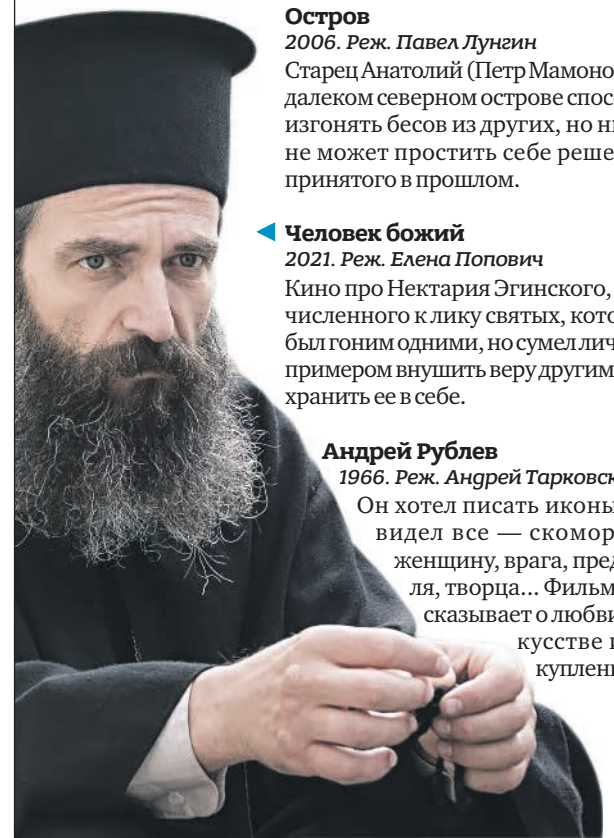 Остров
2006. Реж. Павел Лунгин
Старец Анатолий (Петр Мамоно
далеком северном острове спос
изгонять бесов из других, но н
не может простить себе реше
принятого в прошлом.
Человек божий
2021. Реж. Елена Попович
Кино про Нектария Эгинского,
численного к лику святых, кото
был гоним одними, но сумел лич
примером внушить веру другим
хранить ее в себе.
Андрей Рублев
1966. Реж. Андрей Тарковск
Он хотел писать иконы
видел все — скомор
женщину, врага, пред
ля, творца... Фильм
сказывает о любви
кусстве и
куплени